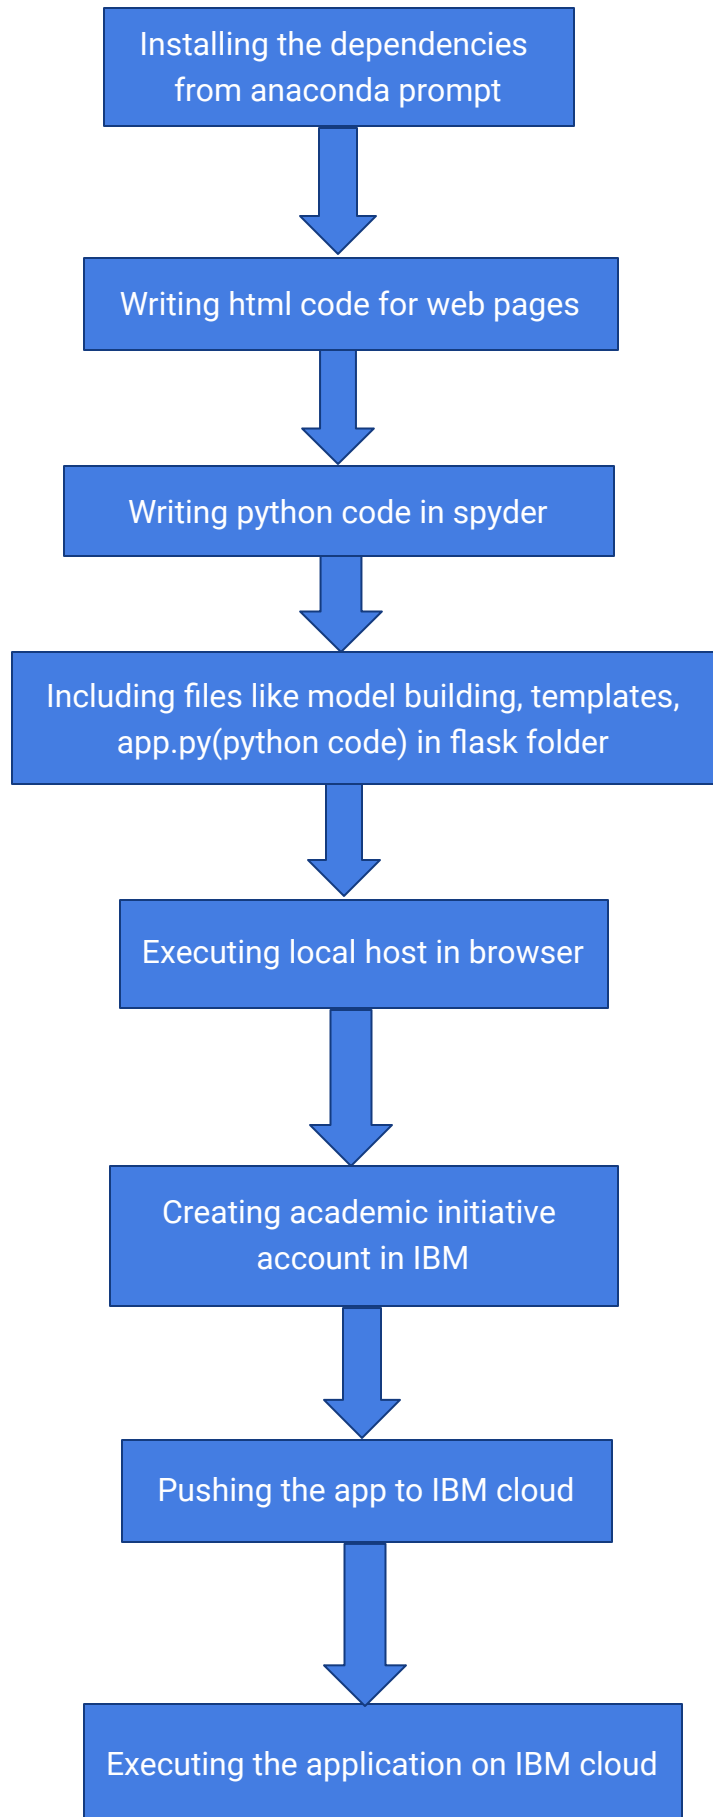 Installing the dependencies
from anaconda prompt
Writing html code for web pages
Writing python code in spyder
Including files like model building, templates,
app.py(python code) in flask folder
Executing local host in browser
Creating academic initiative
account in IBM
Pushing the app to IBM cloud
Executing the application on IBM cloud